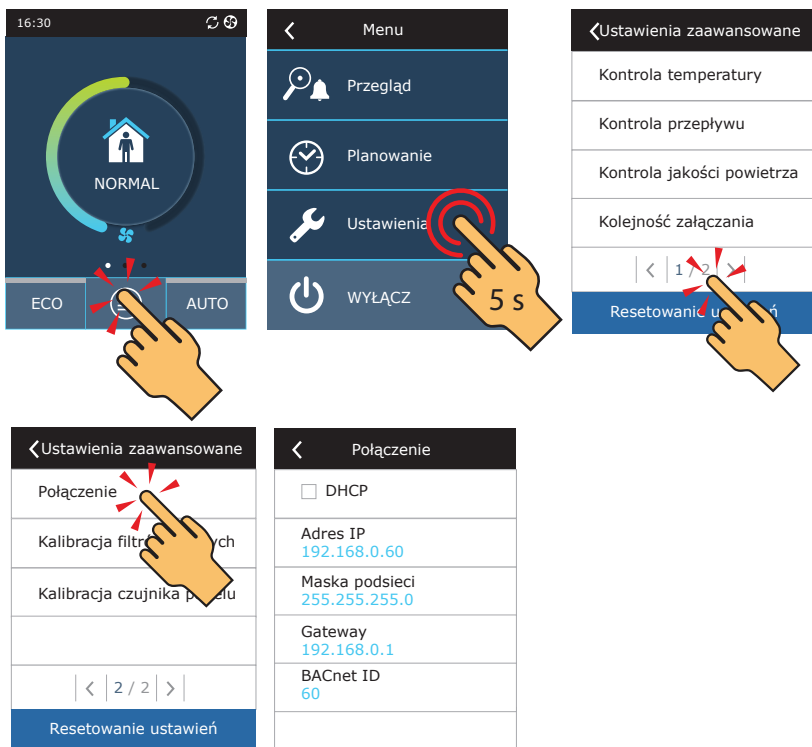 16:30
NORMAL
ECO
AUTO
Menu
Przegląd
Planowanie
Ustawienia
WYŁĄCZ
5 s
Ustawienia zaawansowane
Kontrola temperatury
Kontrola przepływu
Kontrola jakości powietrza
Kolejność załączania
1 / 2
Resetowanie
Ustawienia zaawansowane
Połączenie
Kalibracja
Kalibracja czujnika
2 / 2
Resetowanie ustawień
Połączenie
DHCP
Adres IP
192.168.0.60
Maska podsieci
255.255.255.0
Gateway
192.168.0.1
BACnet ID
60